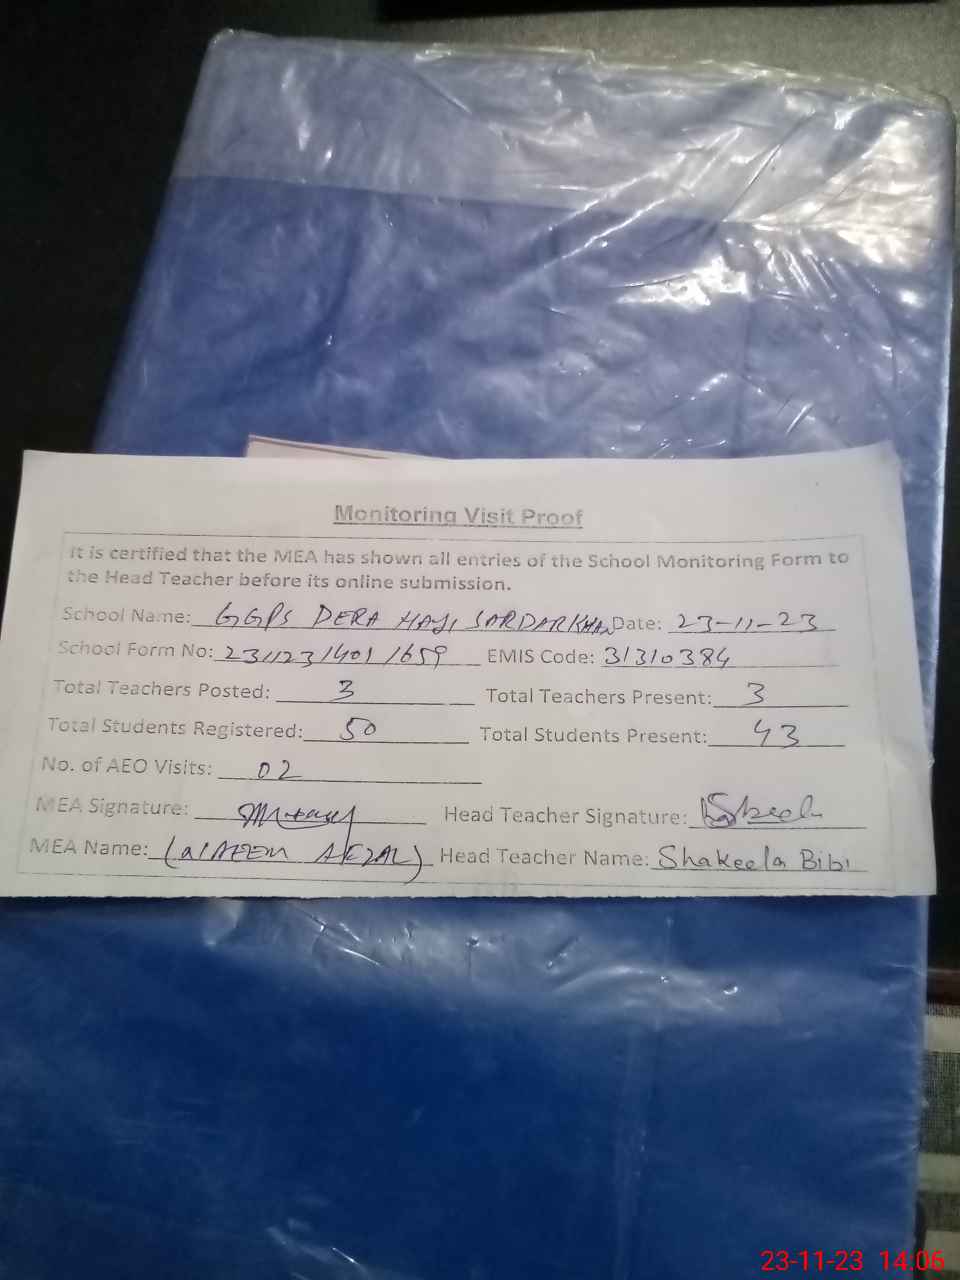 Monitoring Visit Proof
It is certified that the MEA has shown all entries of the School Monitoring Form to
the Head Teacher before its online submission.
School Name: GGPS DERA HAJI SARDARKHAN Date: 23-11-23
School Form No: 231123 1401 1659 EMIS Code: 31310384
Total Teachers Posted: 3 Total Teachers Present: 3
Total Students Registered: 50 Total Students Present: 43
No. of AEO Visits: 02
MEA Signature: Head Teacher Signature:
MEA Name: AFZAL) Head Teacher Name: Shakeela Bibi
23-11-23 14:06